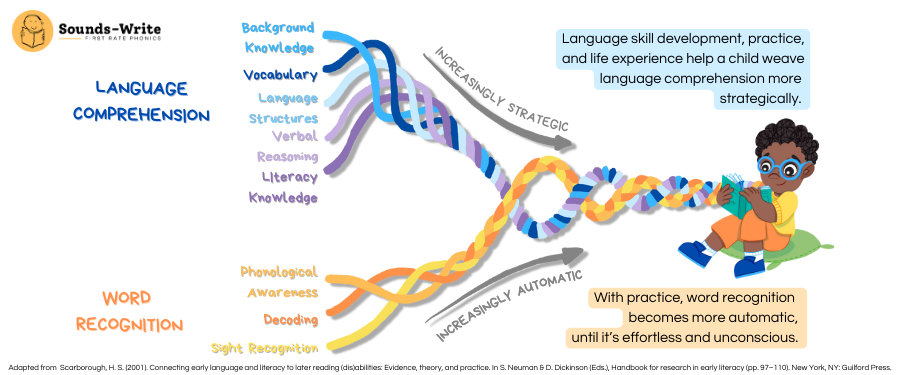 Sounds-Write
FIRST RATE PHONICS
LANGUAGE
COMPREHENSION
Background
Knowledge
Vocabulary
Language
Structures
Verbal
Reasoning
Literacy
Knowledge
INCREASINGLY STRATEGIC
Language skill development, practice,
and life experience help a child weave
language comprehension more
strategically.
WORD
RECOGNITION
Phonological
Awareness
Decoding
Sight Recognition
INCREASINGLY AUTOMATIC
With practice, word recognition
becomes more automatic,
until it's effortless and unconscious.
Adapted from Scarborough, H. S. (2001). Connecting early language and literacy to later reading (dis)abilities: Evidence, theory, and practice. In S. Neuman & D. Dickinson (Eds.), Handbook for research in early literacy (pp. 97–110). New York, NY: Guilford Press.